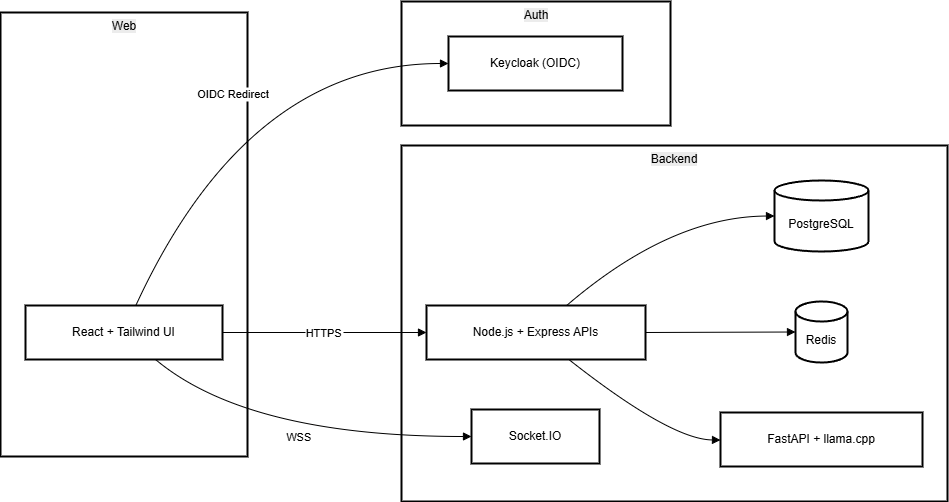 Web
Auth
Keycloak (OIDC)
OIDC Redirect
Backend
PostgreSQL
React + Tailwind UI
HTTPS
Node.js + Express APIs
Redis
WSS
Socket.IO
FastAPI + llama.cpp